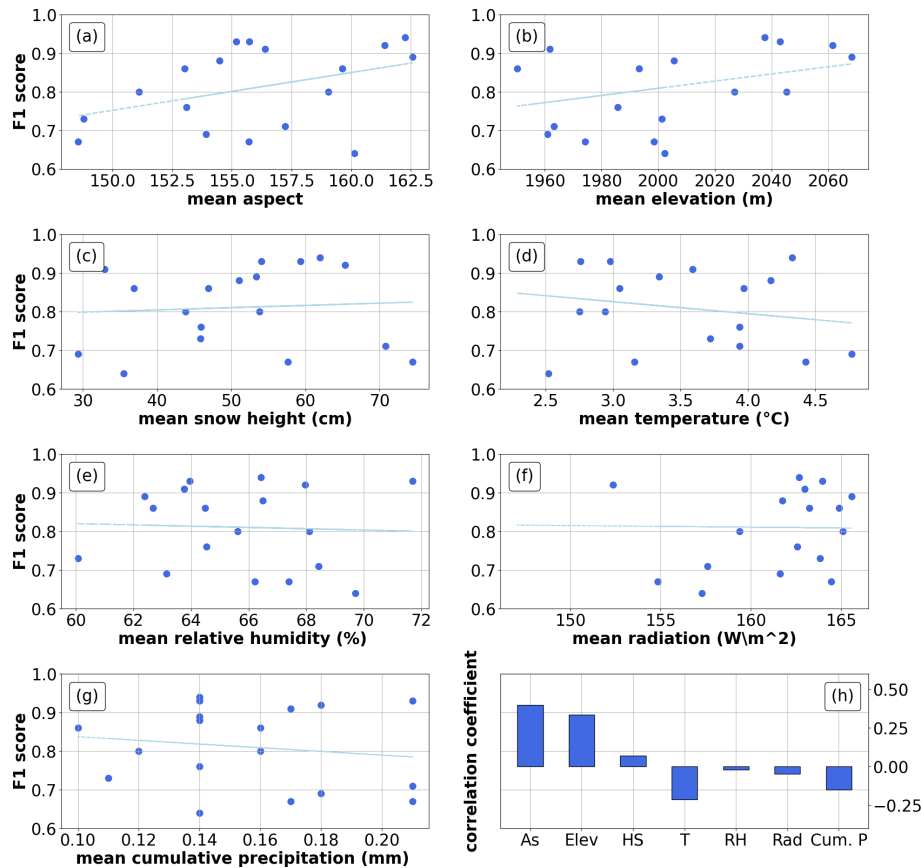 (a)
F1 score
1.0
0.9
0.8
0.7
0.6
150.0 152.5 155.0 157.5 160.0 162.5
mean aspect
(b)
1.0
0.9
0.8
0.7
0.6
1960 1980 2000 2020 2040 2060
mean elevation (m)
(c)
F1 score
1.0
0.9
0.8
0.7
0.6
30 40 50 60 70
mean snow height (cm)
(d)
1.0
0.9
0.8
0.7
0.6
2.5 3.0 3.5 4.0 4.5
mean temperature (°C)
(e)
F1 score
1.0
0.9
0.8
0.7
0.6
60 62 64 66 68 70 72
mean relative humidity (%)
(f)
1.0
0.9
0.8
0.7
0.6
150 155 160 165
mean radiation (W\m^2)
(g)
F1 score
1.0
0.9
0.8
0.7
0.6
0.10 0.12 0.14 0.16 0.18 0.20
mean cumulative precipitation (mm)
(h)
correlation coefficient
0.50
0.25
0.00
−0.25
As Elev HS T RH Rad Cum. P